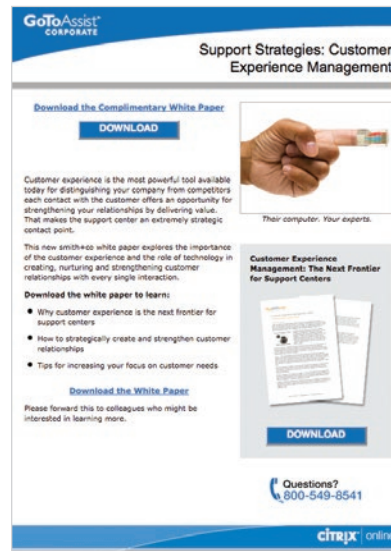 GoToAssist
CORPORATE
Support Strategies: Customer
Experience Management
Download the Complimentary White Paper
DOWNLOAD
Customer experience is the most powerful tool available
today for distinguishing your company from competitors
each contact with the customer offers an opportunity for
strengthening your relationships by delivering value.
That makes the support center an extremely strategic
contact point.
This new smith+co white paper explores the importance
of the customer experience and the role of technology in
creating, nurturing and strengthening customer
relationships with every single interaction.
Download the white paper to learn:
Why customer experience is the next frontier for
support centers
How to strategically create and strengthen customer
relationships
Tips for increasing your focus on customer needs
Download the White Paper
Please forward this to colleagues who might be
interested in learning more.
Their computer. Your experts.
Customer Experience
Management: The Next Frontier
for Support Centers
DOWNLOAD
Questions?
800-549-8541
CITRIX online